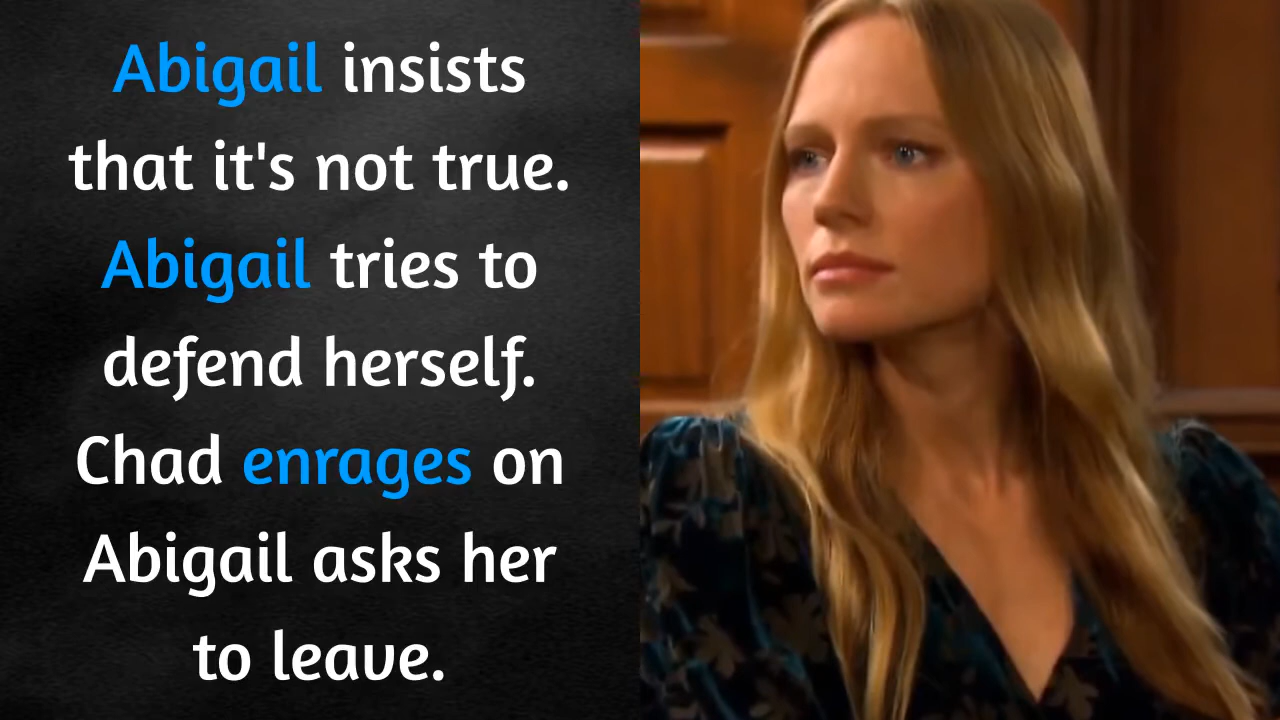 Abigail insists
that it's not true.
Abigail tries to
defend herself.
Chad enrages on
Abigail asks her
to leave.